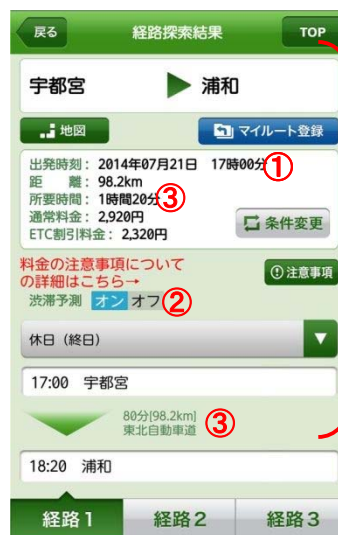 戻る 経路探索結果 TOP
宇都宮 ▶ 浦和
地図 マイルート登録
出発時刻: 2014年07月21日 17時00分①
距 離: 98.2km
所要時間: 1時間20分③
通常料金: 2,920円
ETC割引料金: 2,320円
条件変更
料金の注意事項について
の詳細はこちら→
注意事項
渋滞予測 オン オフ②
休日(終日) ▼
17:00 宇都宮
80分[98.2km] ③
東北自動車道
18:20 浦和
経路1 経路2 経路3